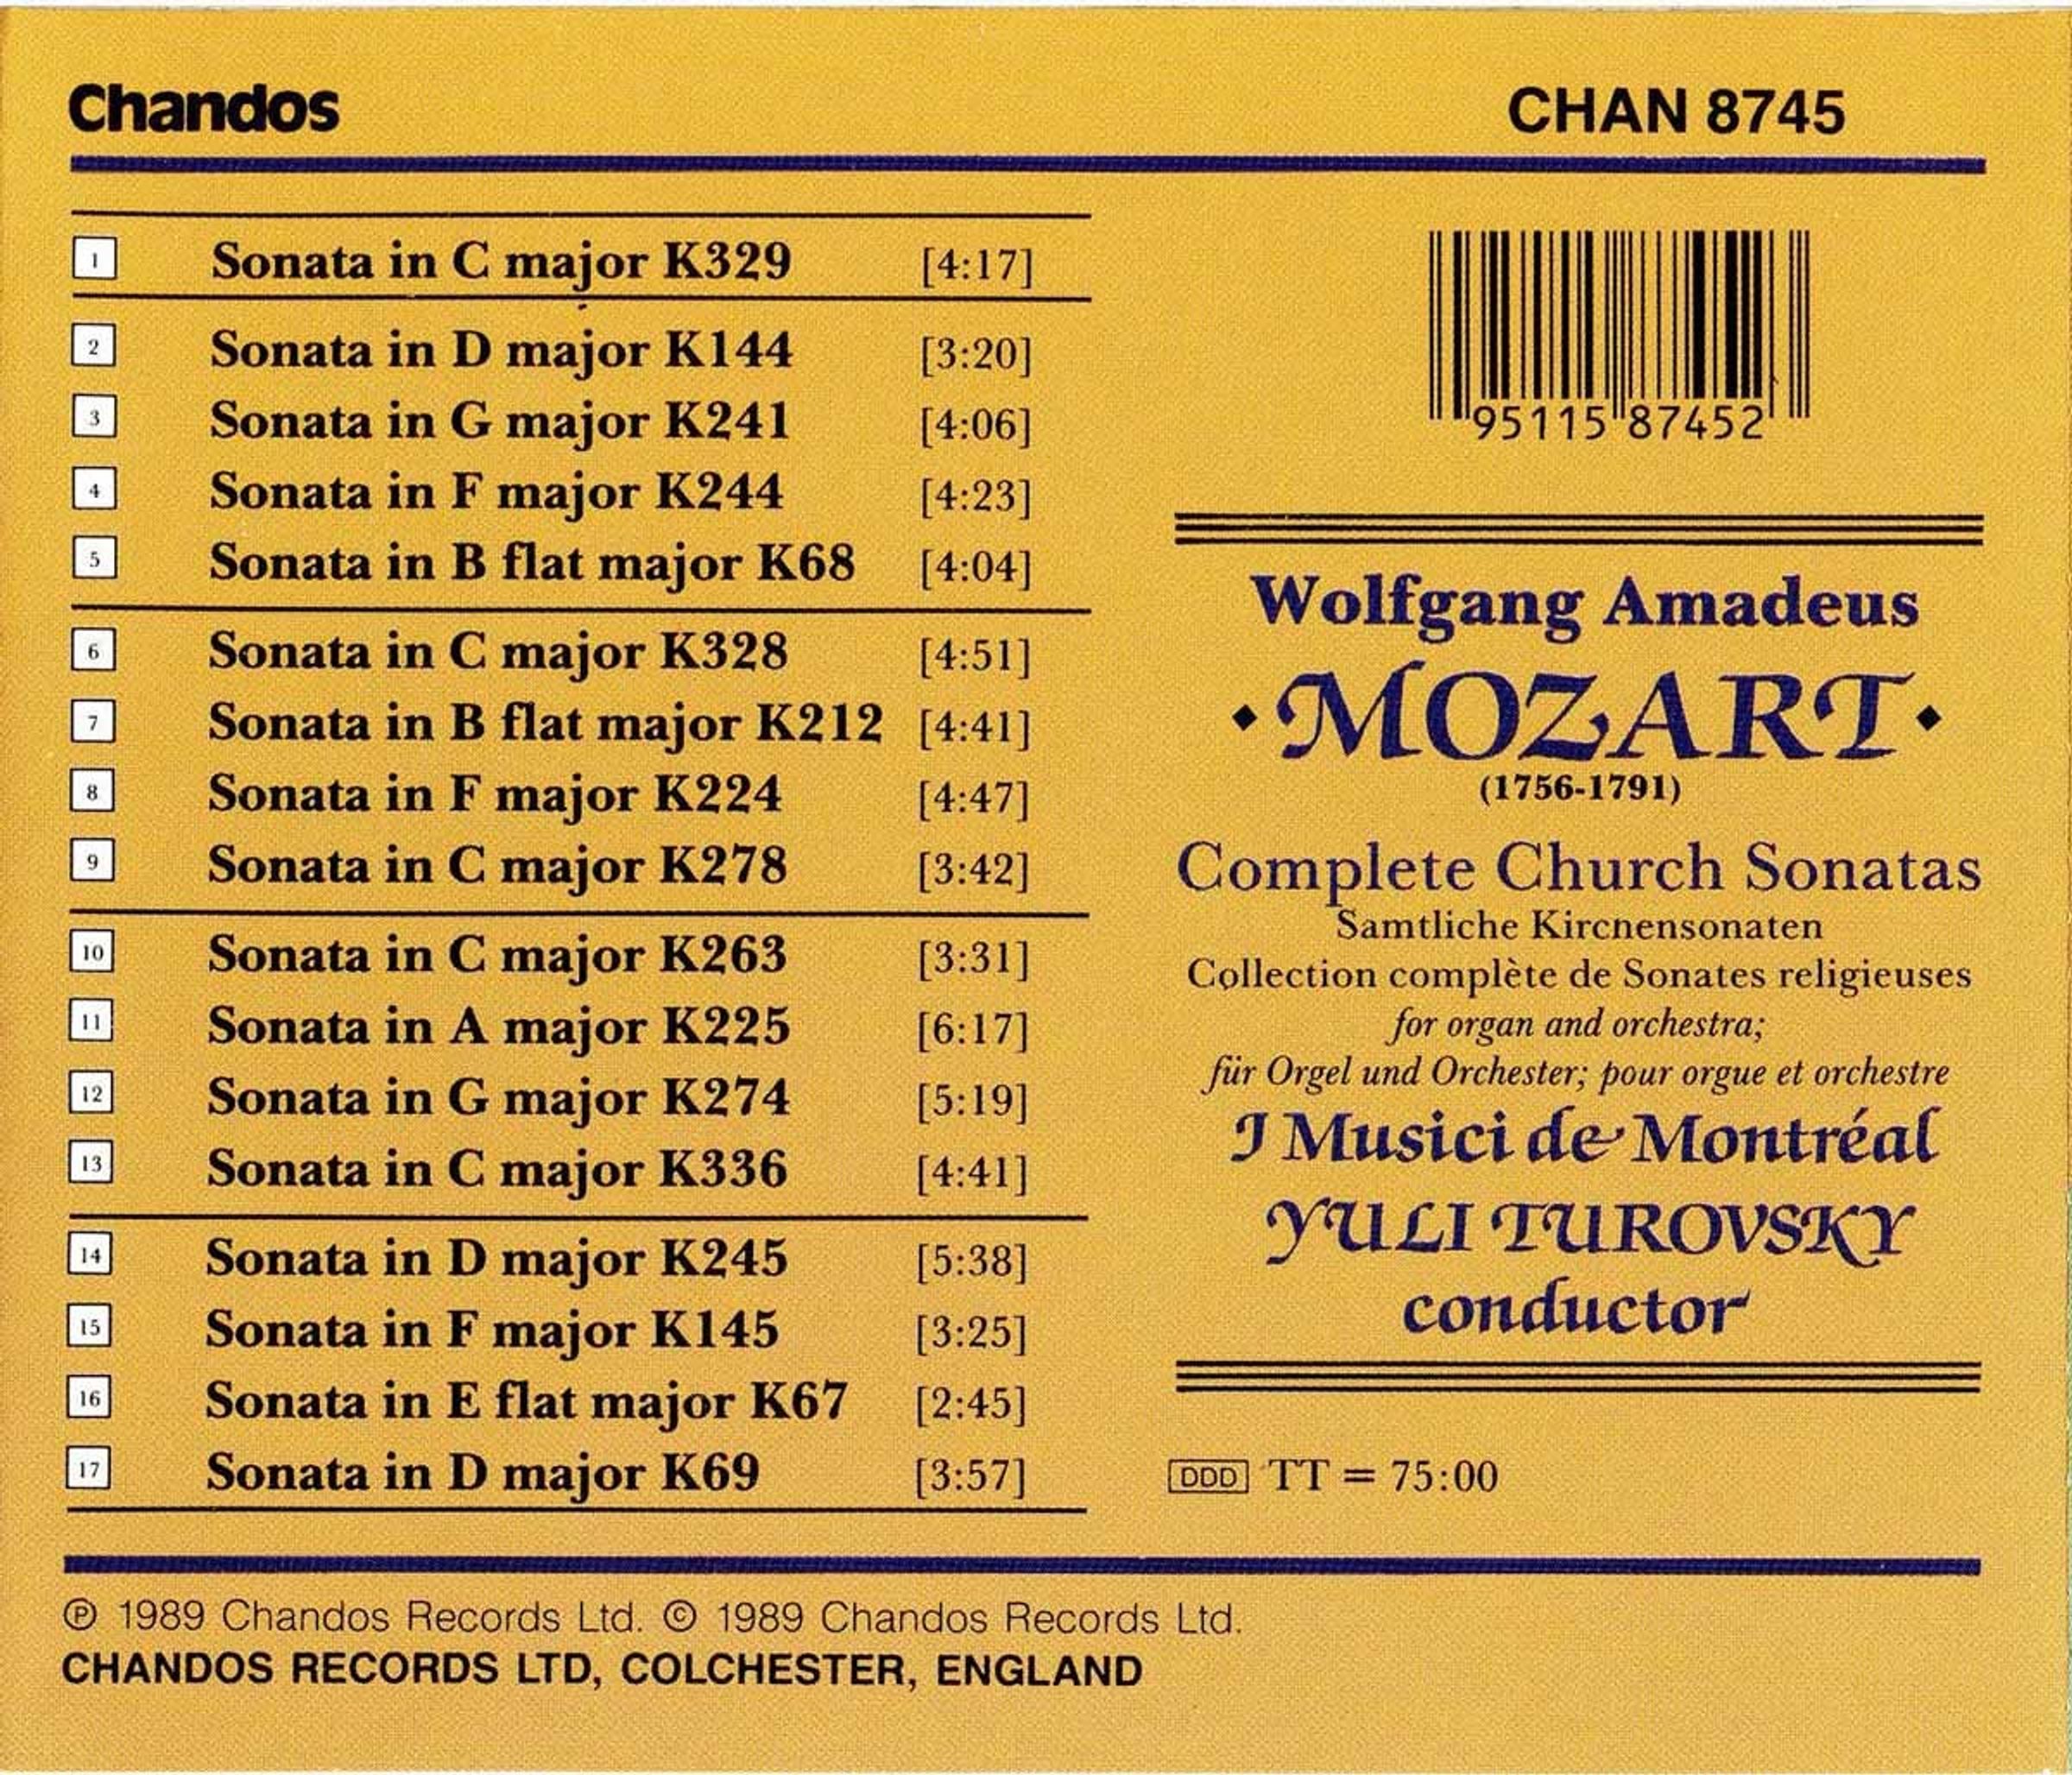 Chandos
CHAN 8745
1 Sonata in C major K329 [4:17]
2 Sonata in D major K144 [3:20]
3 Sonata in G major K241 [4:06]
4 Sonata in F major K244 [4:23]
5 Sonata in B flat major K68 [4:04]
6 Sonata in C major K328 [4:51]
7 Sonata in B flat major K212 [4:41]
8 Sonata in F major K224 [4:47]
9 Sonata in C major K278 [3:42]
10 Sonata in C major K263 [3:31]
11 Sonata in A major K225 [6:17]
12 Sonata in G major K274 [5:19]
13 Sonata in C major K336 [4:41]
14 Sonata in D major K245 [5:38]
15 Sonata in F major K145 [3:25]
16 Sonata in E flat major K67 [2:45]
17 Sonata in D major K69 [3:57]
95115 87452
Wolfgang Amadeus
MOZART
(1756-1791)
Complete Church Sonatas
Samtliche Kircnensonaten
Collection complète de Sonates religieuses
for organ and orchestra;
für Orgel und Orchester; pour orgue et orchestre
I Musici de Montréal
YULI TUROVSKY
conductor
DDD TT = 75:00
℗ 1989 Chandos Records Ltd. © 1989 Chandos Records Ltd.
CHANDOS RECORDS LTD, COLCHESTER, ENGLAND